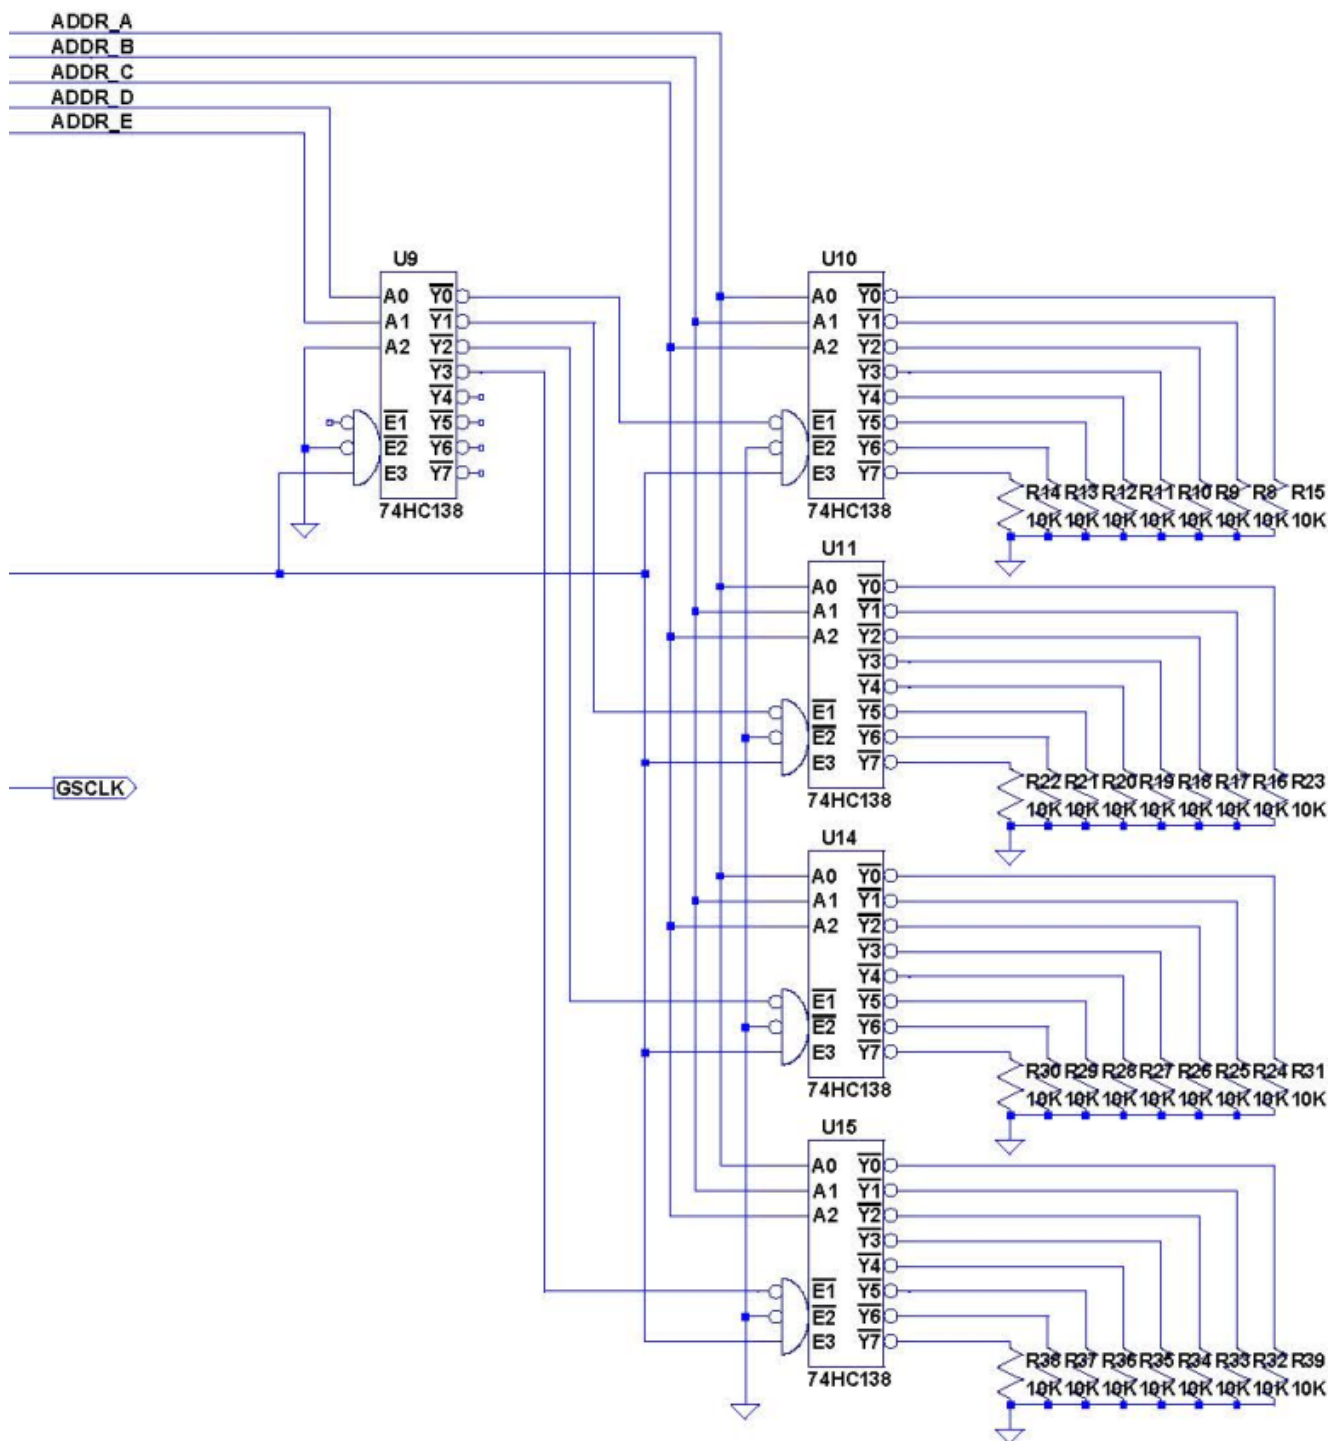 ADDR_A
ADDR_B
ADDR_C
ADDR_D
ADDR_E
U9
A0 Y0
A1 Y1
A2 Y2
Y3
Y4
E1 Y5
E2 Y6
E3 Y7
74HC138
U10
A0 Y0
A1 Y1
A2 Y2
Y3
Y4
E1 Y5
E2 Y6
E3 Y7
74HC138
R14 R13 R12 R11 R10 R9 R8 R15
10K 10K 10K 10K 10K 10K 10K 10K
U11
A0 Y0
A1 Y1
A2 Y2
Y3
Y4
E1 Y5
E2 Y6
E3 Y7
74HC138
R22 R21 R20 R19 R18 R17 R16 R23
10K 10K 10K 10K 10K 10K 10K 10K
GSCLK
U14
A0 Y0
A1 Y1
A2 Y2
Y3
Y4
E1 Y5
E2 Y6
E3 Y7
74HC138
R30 R29 R28 R27 R26 R25 R24 R31
10K 10K 10K 10K 10K 10K 10K 10K
U15
A0 Y0
A1 Y1
A2 Y2
Y3
Y4
E1 Y5
E2 Y6
E3 Y7
74HC138
R38 R37 R36 R35 R34 R33 R32 R39
10K 10K 10K 10K 10K 10K 10K 10K